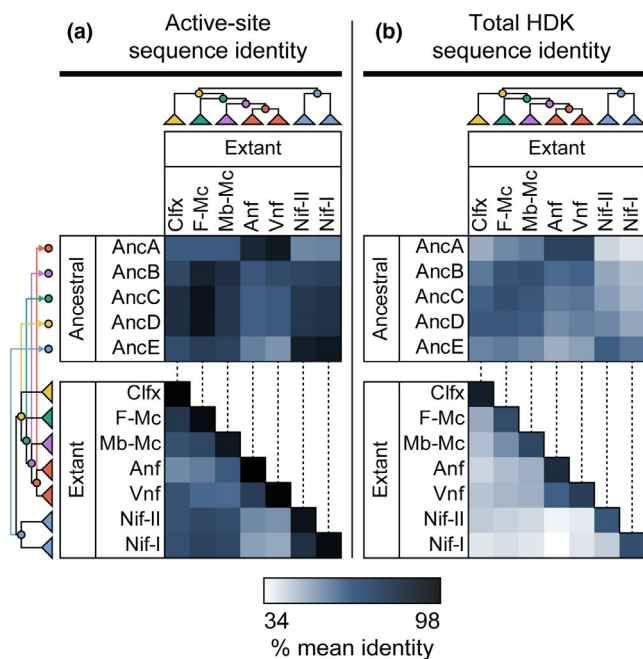 (a)
Active-site
sequence identity
Extant
Clfx
F-Mc
Mb-Mc
Anf
Vnf
Nif-II
Nif-I
Ancestral
AncA
AncB
AncC
AncD
AncE
Extant
Clfx
F-Mc
Mb-Mc
Anf
Vnf
Nif-II
Nif-I
(b)
Total HDK
sequence identity
Extant
Clfx
F-Mc
Mb-Mc
Anf
Vnf
Nif-II
Nif-I
Ancestral
AncA
AncB
AncC
AncD
AncE
Extant
Clfx
F-Mc
Mb-Mc
Anf
Vnf
Nif-II
Nif-I
34
98
% mean identity